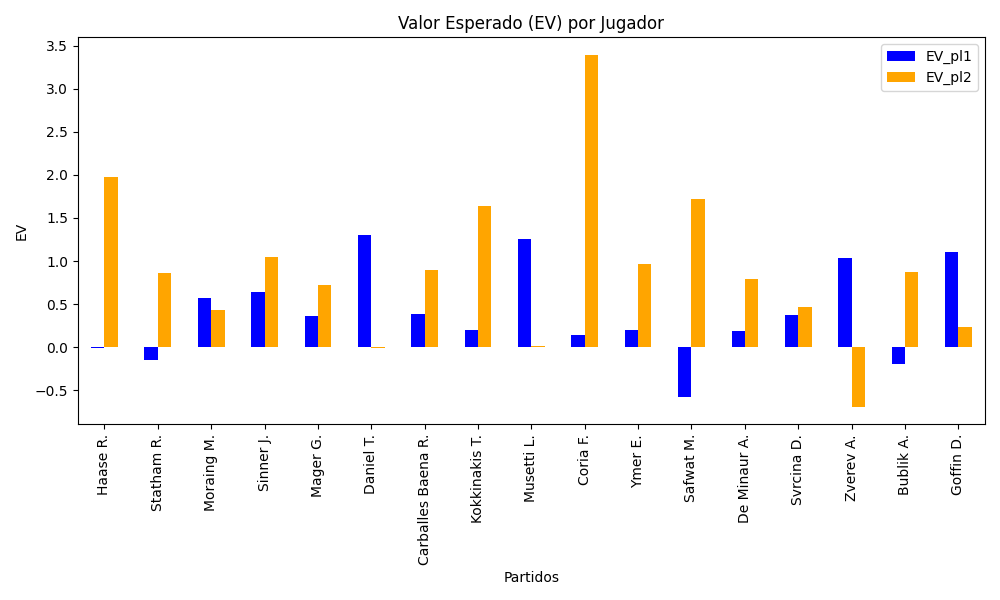 Valor Esperado (EV) por Jugador
EV_pl1
EV_pl2
EV
3.5
3.0
2.5
2.0
1.5
1.0
0.5
0.0
−0.5
Haase R.
Statham R.
Moraing M.
Sinner J.
Mager G.
Daniel T.
Carballes Baena R.
Kokkinakis T.
Musetti L.
Coria F.
Ymer E.
Safwat M.
De Minaur A.
Svrcina D.
Zverev A.
Bublik A.
Goffin D.
Partidos